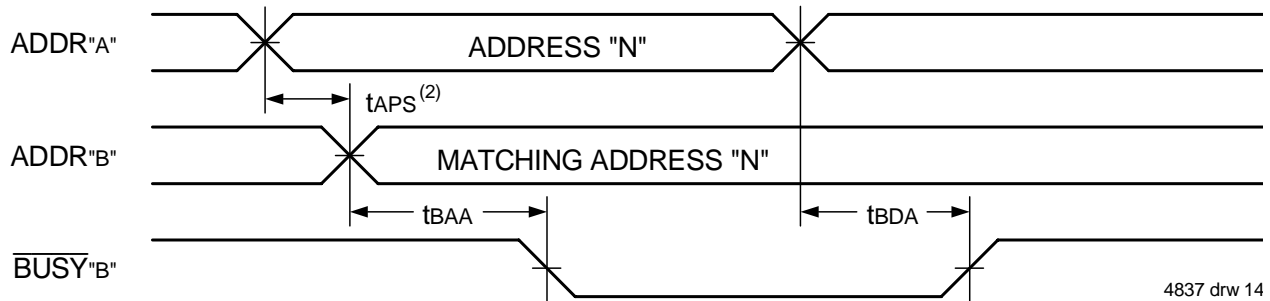 ADDR"A"
ADDRESS "N"
tAPS(2)
ADDR"B"
MATCHING ADDRESS "N"
tBAA
tBDA
BUSY"B"
4837 drw 14